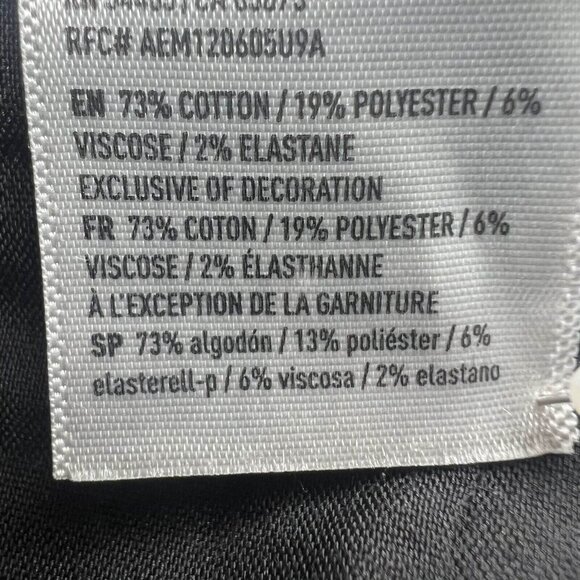 RFC# AEM120605U9A
EN 73% COTTON / 19% POLYESTER / 6%
VISCOSE / 2% ELASTANE
EXCLUSIVE OF DECORATION
FR 73% COTON / 19% POLYESTER / 6%
VISCOSE / 2% ÉLASTHANNE
À L'EXCEPTION DE LA GARNITURE
SP 73% algodón / 13% poliéster / 6%
elasterell-p / 6% viscosa / 2% elastano